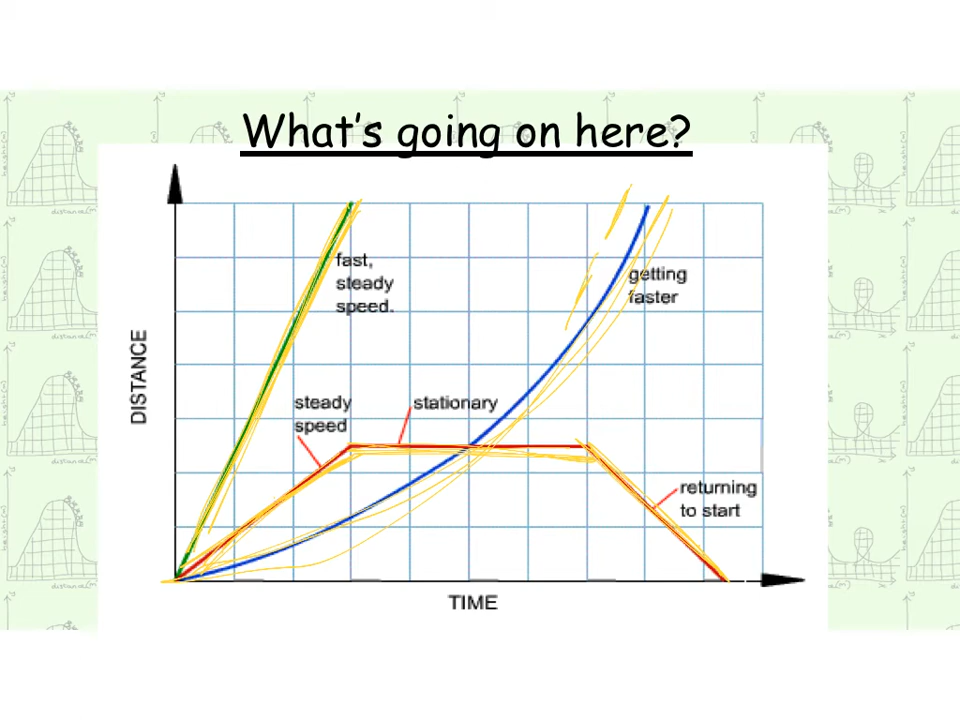 What's going on here?
fast,
steady
speed.
getting
faster
DISTANCE
steady
speed
stationary
returning
to start
TIME